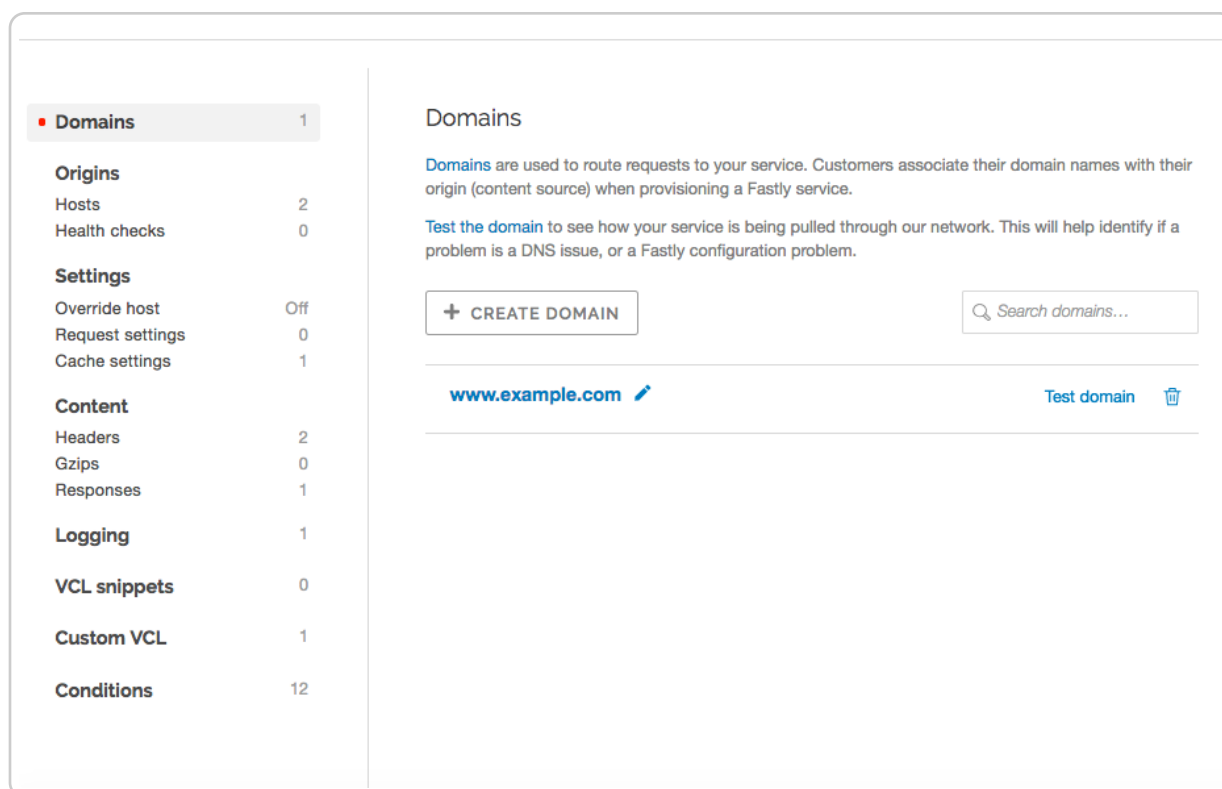 Domains 1
Origins
Hosts 2
Health checks 0
Settings
Override host Off
Request settings 0
Cache settings 1
Content
Headers 2
Gzips 0
Responses 1
Logging 1
VCL snippets 0
Custom VCL 1
Conditions 12
Domains
Domains are used to route requests to your service. Customers associate their domain names with their
origin (content source) when provisioning a Fastly service.
Test the domain to see how your service is being pulled through our network. This will help identify if a
problem is a DNS issue, or a Fastly configuration problem.
+ CREATE DOMAIN
Search domains...
www.example.com
Test domain